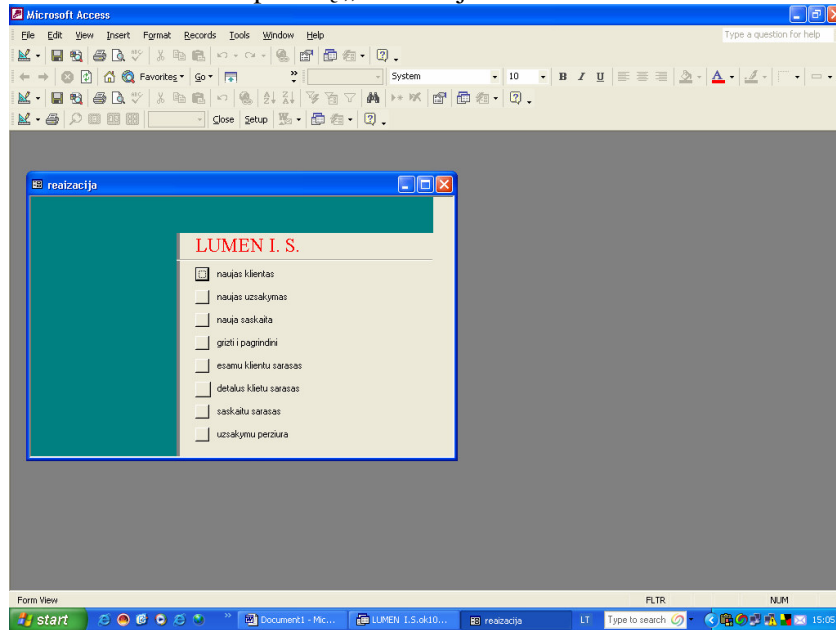 Microsoft Access
File Edit View Insert Format Records Tools Window Help
Type a question for help
Favorites Go
System 10 B I U
Close Setup
reaizacija
LUMEN I. S.
naujas klientas
naujas uzsakymas
nauja saskaita
grizti i pagrindini
esamu klientu sarasas
detalus klietu sarasas
saskaitu sarasas
uzsakymu perziura
Form View FLTR NUM
start Document1 - Mic... LUMEN I.S.ok10... reaizacija LT Type to search 15:09